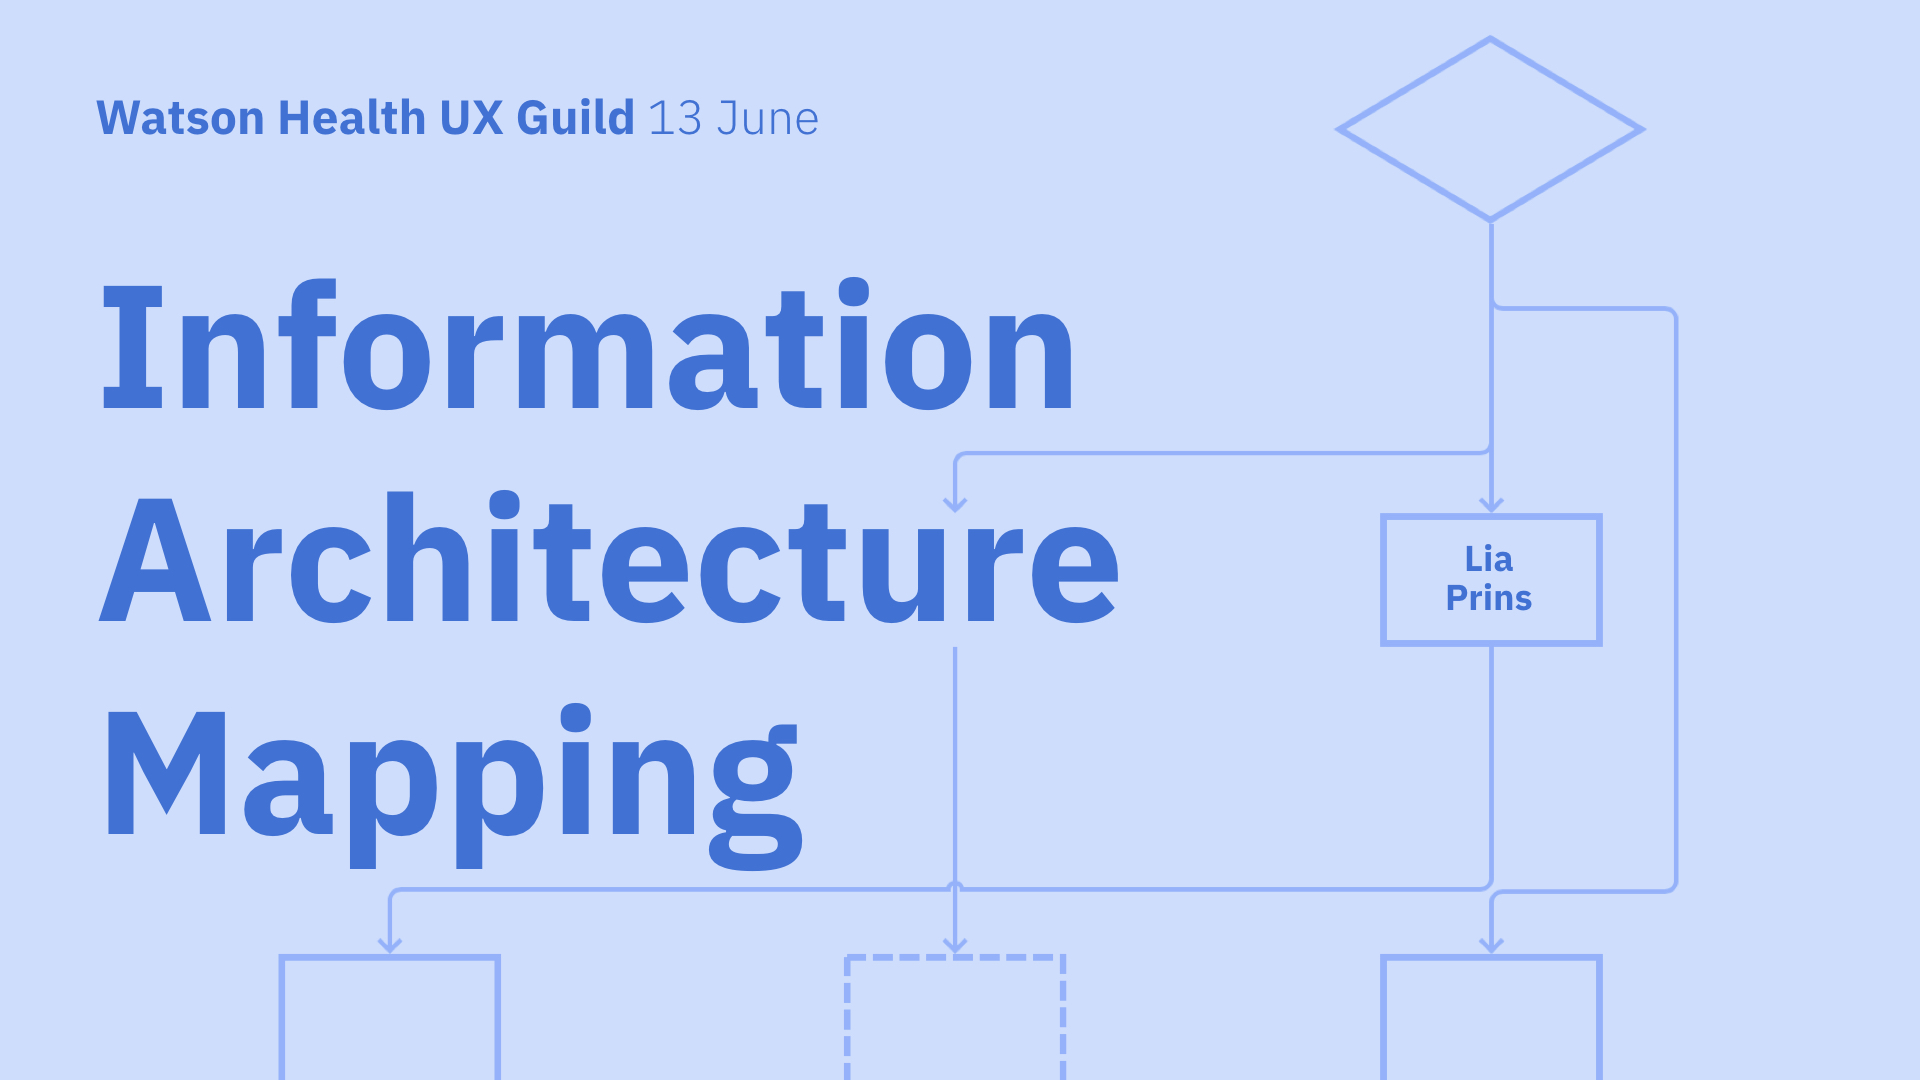 Watson Health UX Guild 13 June
Information
Architecture
Mapping
Lia
Prins